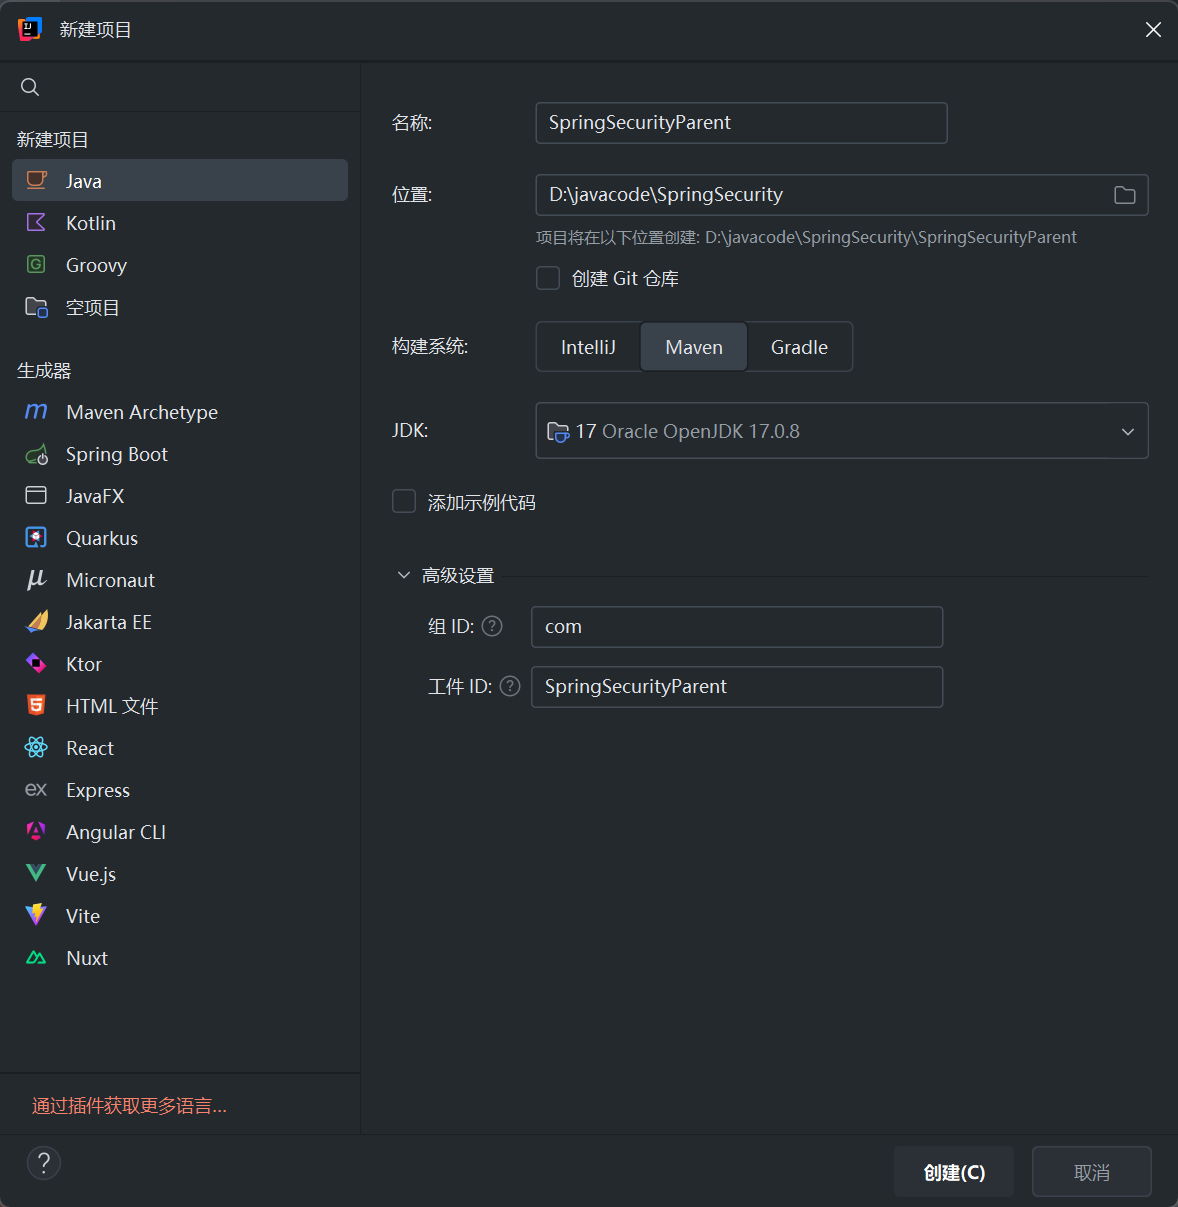 新建项目
新建项目
Java
Kotlin
Groovy
空项目
生成器
Maven Archetype
Spring Boot
JavaFX
Quarkus
Micronaut
Jakarta EE
Ktor
HTML 文件
React
Express
Angular CLI
Vue.js
Vite
Nuxt
通过插件获取更多语言...
名称: SpringSecurityParent
位置: D:\javacode\SpringSecurity
项目将在以下位置创建: D:\javacode\SpringSecurity\SpringSecurityParent
创建 Git 仓库
构建系统: IntelliJ Maven Gradle
JDK: 17 Oracle OpenJDK 17.0.8
添加示例代码
高级设置
组 ID: ? com
工件 ID: ? SpringSecurityParent
? 创建(C) 取消